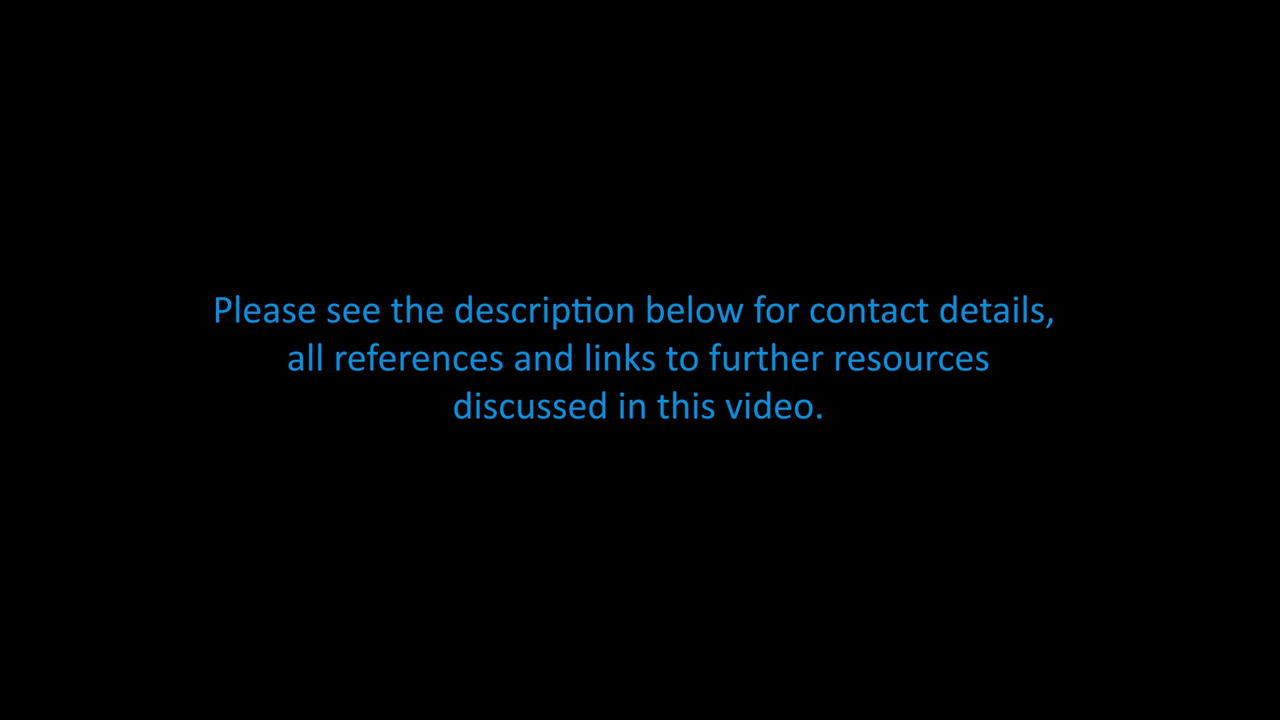 Please see the description below for contact details,
all references and links to further resources
discussed in this video.